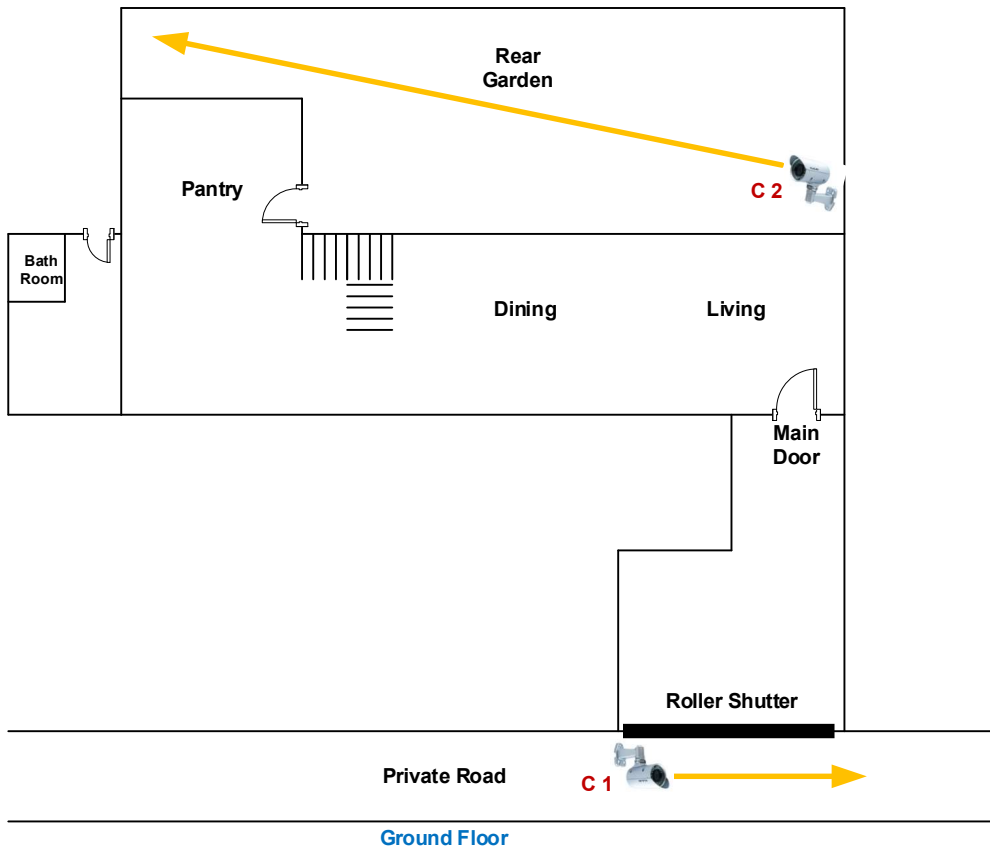 Rear
Garden
C 2
Pantry
Bath
Room
Dining
Living
Main
Door
Roller Shutter
Private Road
C 1
Ground Floor